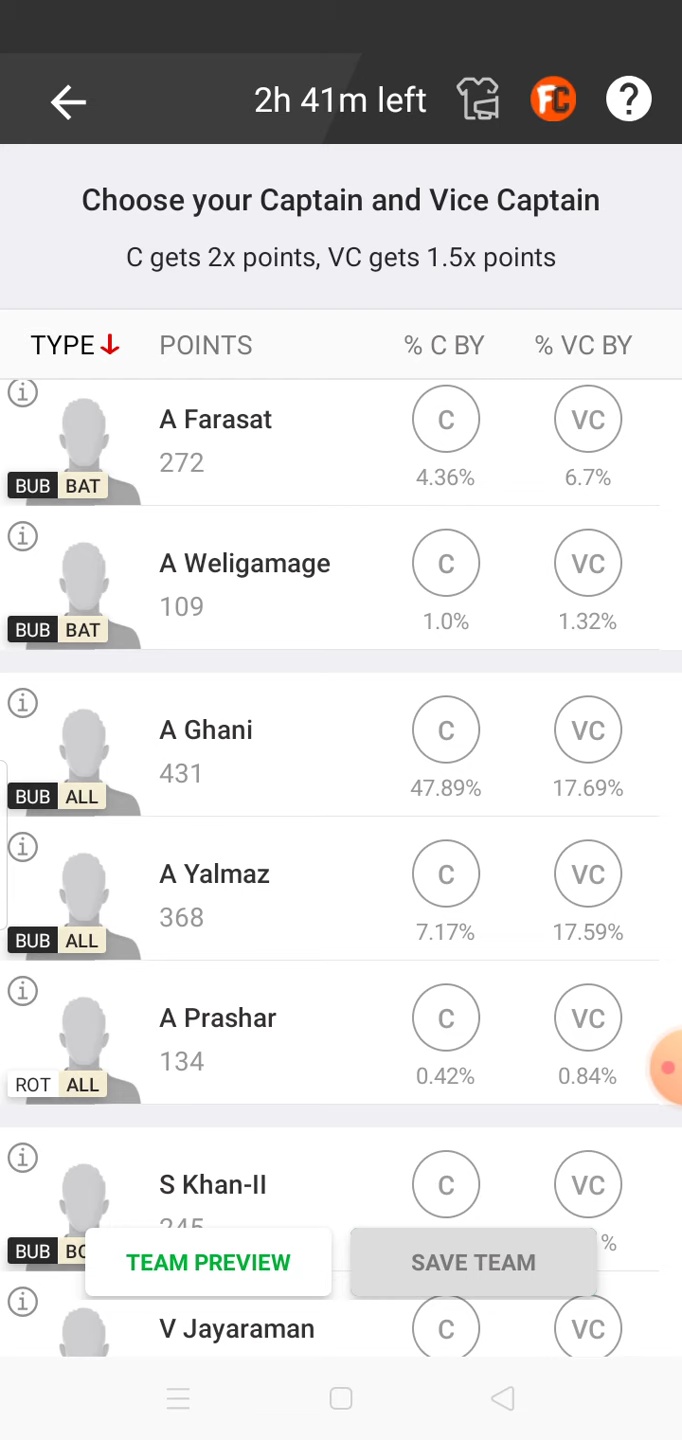 2h 41m left FC ?
Choose your Captain and Vice Captain
C gets 2x points, VC gets 1.5x points
TYPE POINTS % C BY % VC BY
A Farasat C VC
272
BUB BAT 4.36% 6.7%
A Weligamage C VC
109
BUB BAT 1.0% 1.32%
A Ghani C VC
431
BUB ALL 47.89% 17.69%
A Yalmaz C VC
368
BUB ALL 7.17% 17.59%
A Prashar C VC
134
ROT ALL 0.42% 0.84%
S Khan-II C VC
245
BUB %
TEAM PREVIEW SAVE TEAM
V Jayaraman C VC